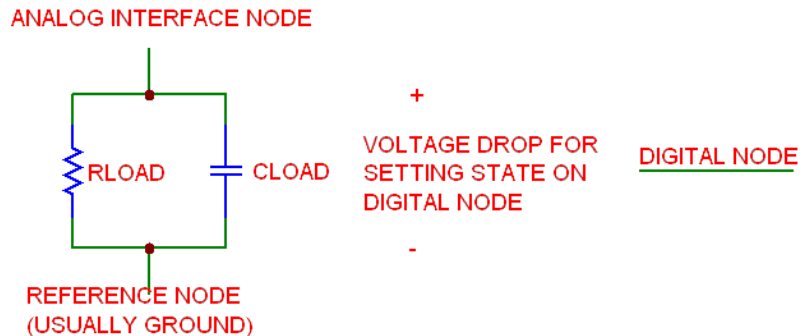 ANALOG INTERFACE NODE
+
RLOAD
CLOAD
VOLTAGE DROP FOR
SETTING STATE ON
DIGITAL NODE
DIGITAL NODE
-
REFERENCE NODE
(USUALLY GROUND)